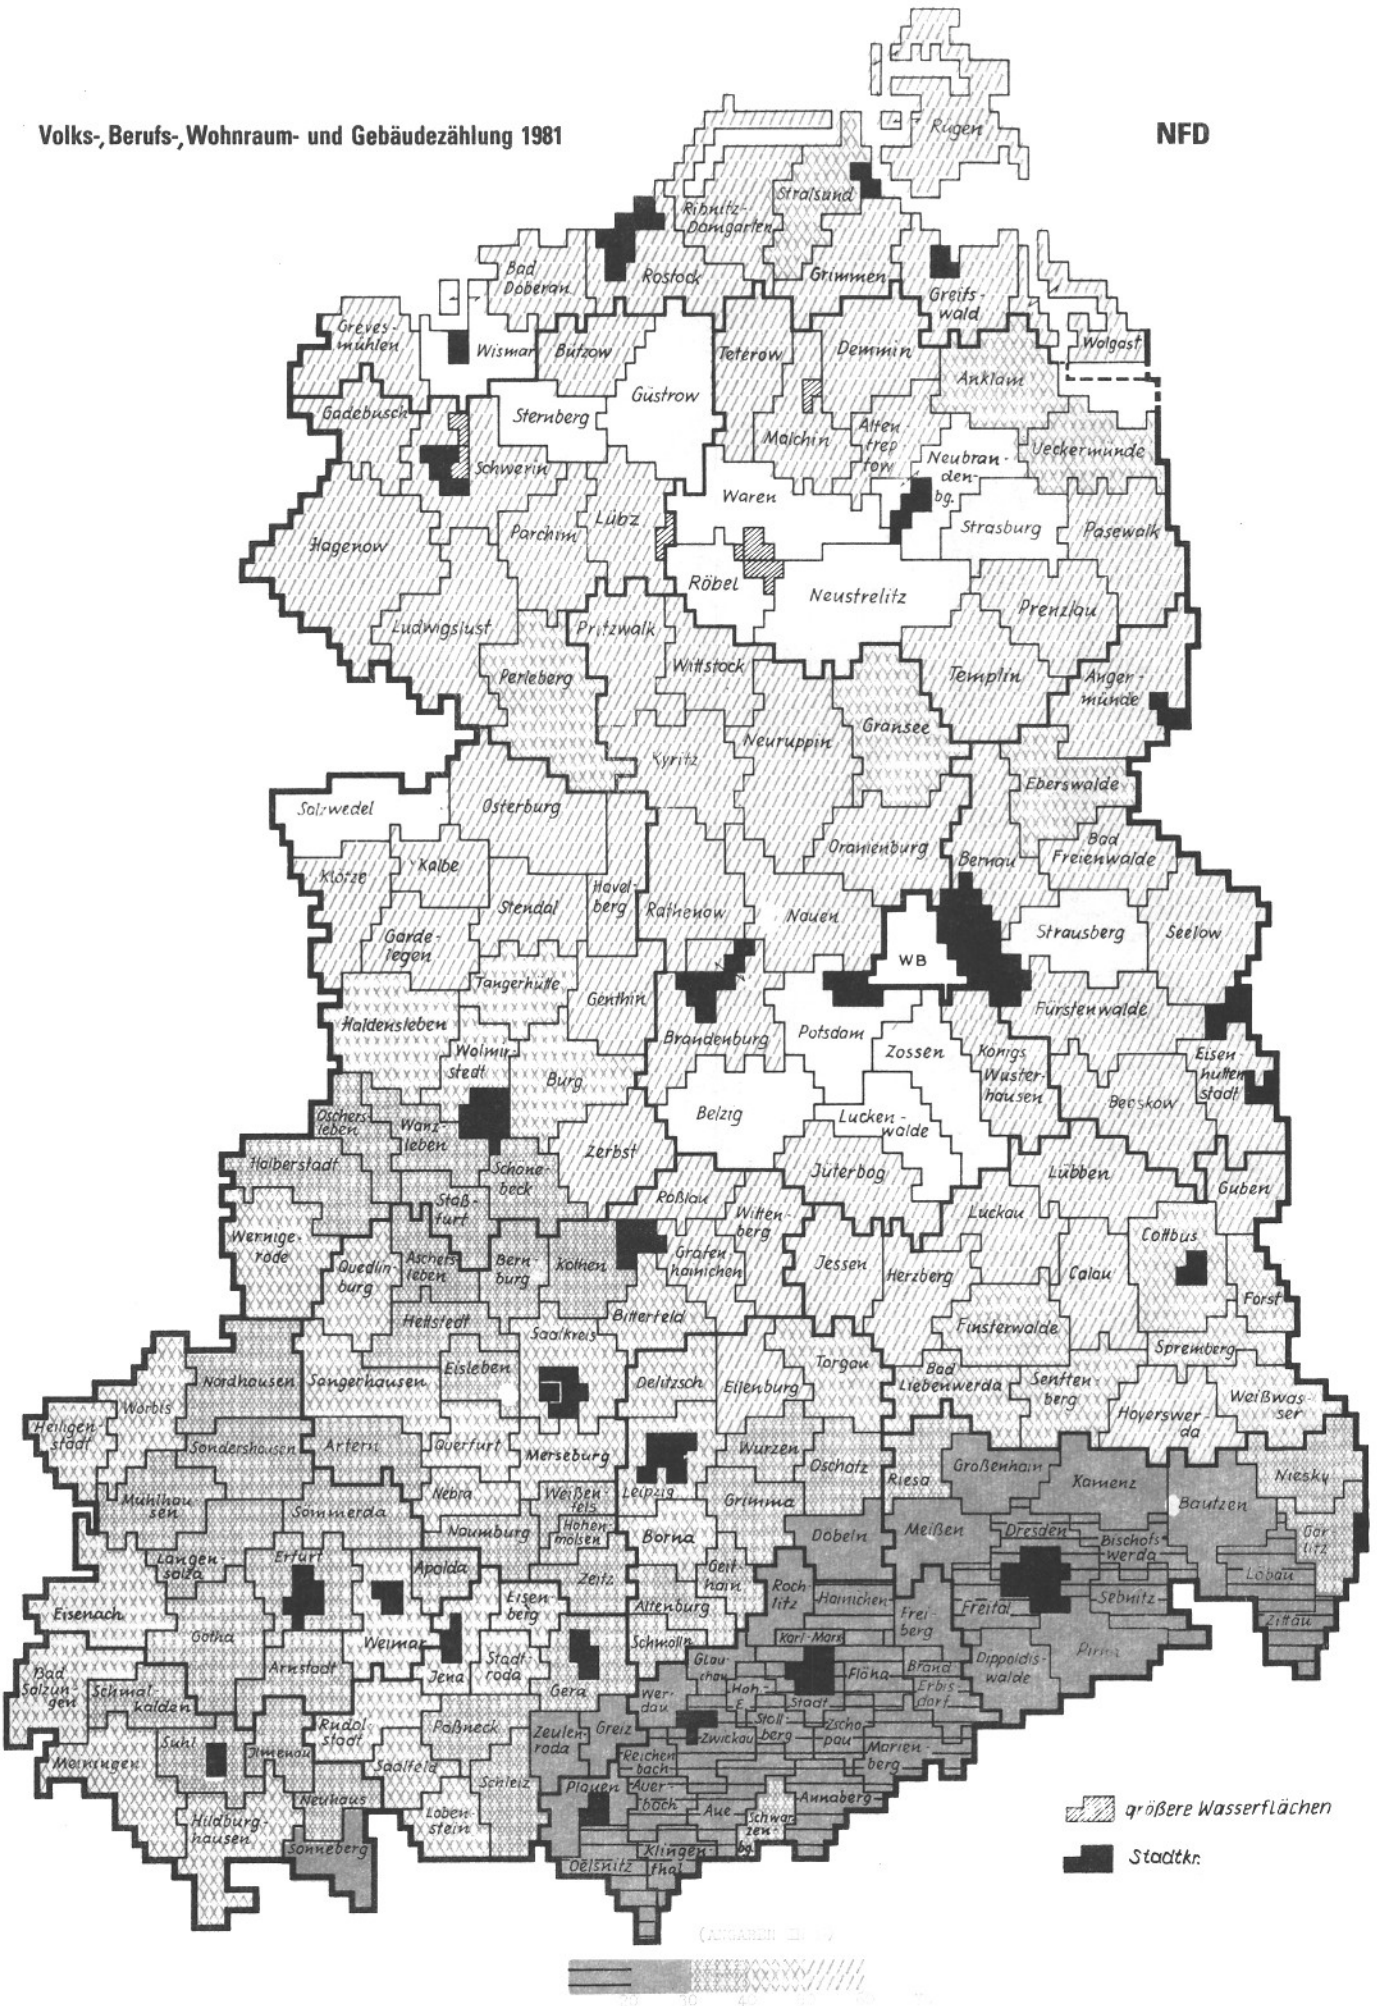 Volks-, Berufs-, Wohnraum- und Gebäudezählung 1981
NFD
Rügen
Stralsund
Ribnitz-
Damgarten
Bad
Doberan
Rostock
Grimmen
Greifs-
wald
Wolgast
Greves-
mühlen
Wismar
Bützow
Güstrow
Teterow
Demmin
Anklam
Gadebusch
Sternberg
Malchin
Alten
trep
tow
Neubran-
den-
bg.
Ueckermünde
Schwerin
Waren
Strasburg
Pasewalk
Hagenow
Parchim
Lübz
Röbel
Neustrelitz
Prenzlau
Ludwigslust
Pritzwalk
Wittstock
Templin
Anger-
münde
Perleberg
Gransee
Kyritz
Neuruppin
Eberswalde
Salzwedel
Osterburg
Oranienburg
Bernau
Bad
Freienwalde
Klötze
Kalbe
Havel-
berg
Stendal
Rathenow
Nauen
Strausberg
Seelow
Garde-
legen
WB
Tangerhütte
Genthin
Fürstenwalde
Haldensleben
Brandenburg
Potsdam
Zossen
Königs
Wuster-
hausen
Eisen
hütten
stadt
Wolmir-
stedt
Burg
Beeskow
Oschers-
leben
Wanz-
leben
Belzig
Lucken-
walde
Halberstadt
Schöne-
beck
Zerbst
Jüterbog
Lübben
Guben
Staß-
furt
Roßlau
Witten-
berg
Luckau
Wernige-
rode
Quedlin-
burg
Aschers-
leben
Bern-
burg
Köthen
Gräfen
hainichen
Jessen
Herzberg
Calau
Cottbus
Forst
Hettstedt
Bitterfeld
Finsterwalde
Saalkreis
Spremberg
Nordhausen
Sangerhausen
Eisleben
Delitzsch
Eilenburg
Torgau
Bad
Liebenwerda
Senften-
berg
Hoyerswer-
da
Weißwas-
ser
Worbis
Heiligen-
stadt
Sondershausen
Artern
Querfurt
Merseburg
Wurzen
Oschatz
Riesa
Großenhain
Kamenz
Bautzen
Niesky
Mühlhau
sen
Sömmerda
Nebra
Weißen-
fels
Leipzig
Grimma
Naumburg
Hohen-
mölsen
Borna
Döbeln
Meißen
Dresden
Bischofs-
werda
Gör-
litz
Langen-
salza
Erfurt
Apolda
Zeitz
Geit-
hain
Roch-
litz
Hainichen
Frei-
berg
Freital
Sebnitz
Löbau
Zittau
Eisenach
Gotha
Weimar
Eisen
berg
Altenburg
Schmölln
Karl-Marx
Stadt
Pirna
Dippoldis-
walde
Bad
Salzun-
gen
Schmal-
kalden
Arnstadt
Jena
Stadt-
roda
Gera
Glau-
chau
Flöha
Brand
Erbis-
dorf
Wer-
dau
Hoh-
E.
Meiningen
Suhl
Ilmenau
Rudol-
stadt
Pößneck
Zeulen-
roda
Greiz
Zwickau
Stoll-
berg
Zscho-
pau
Marien-
berg
Saalfeld
Schleiz
Reichen
bach
Neuhaus
Plauen
Auer-
bach
Aue
Annaberg
Hildburg-
hausen
Loben-
stein
Schwar-
zen-
bg.
Sonneberg
Oelsnitz
Klingen-
thal
größere Wasserflächen
Stadtkr.
30